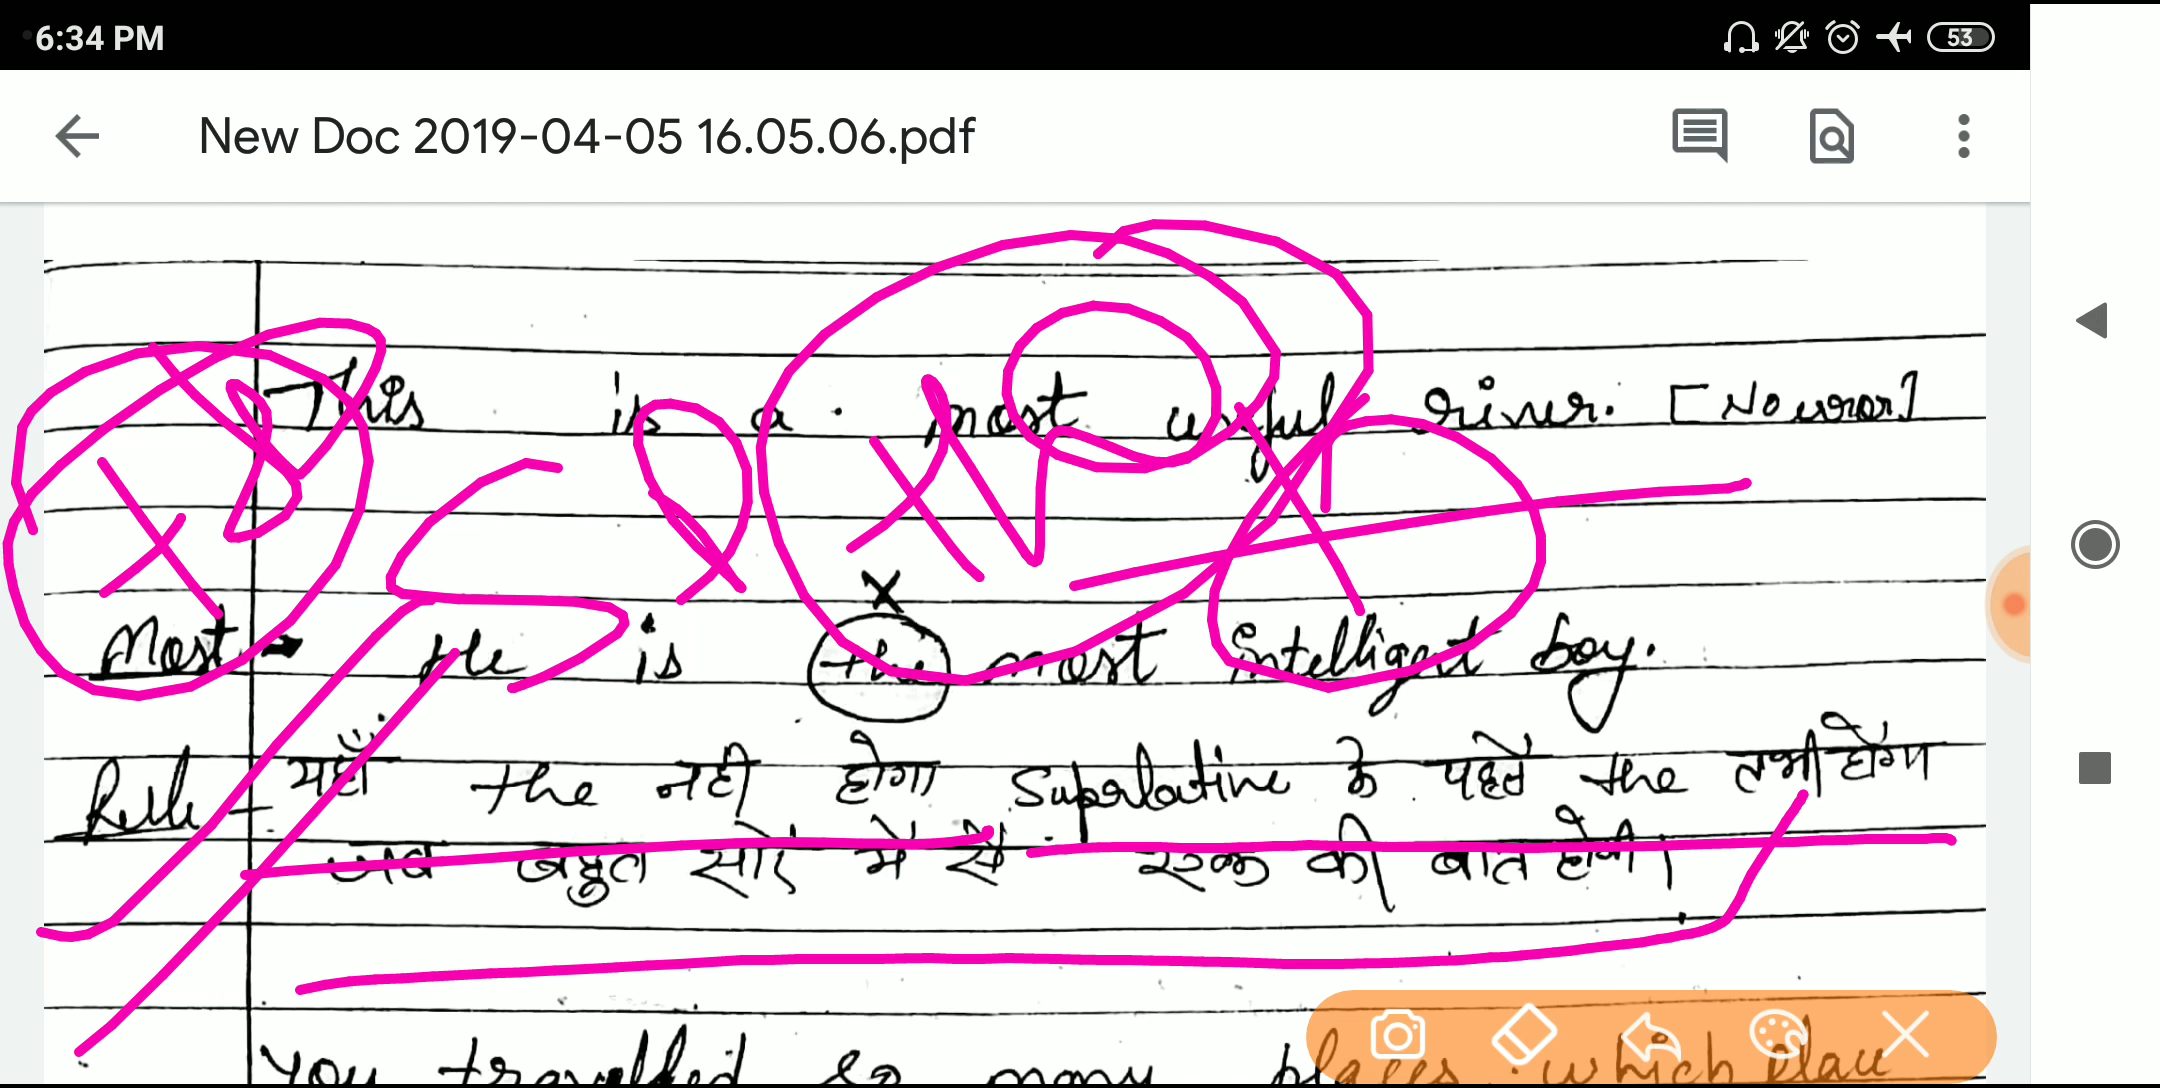 6:34 PM
53
New Doc 2019-04-05 16.05.06.pdf
This is a most useful river. [No error]
Most - He is the most intelligent boy.
Rule - यहाँ the नही होगा Superlative के पहले the तभी होगा
जब बहुत सारे में से एक की बात होगी।
You travelled so many places. which